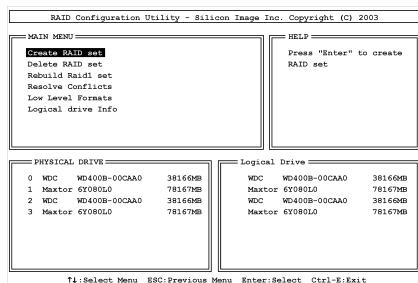 RAID Configuration Utility - Silicon Image Inc. Copyright (C) 2003
MAIN MENU
Create RAID set
Delete RAID set
Rebuild Raid1 set
Resolve Conflicts
Low Level Formats
Logical drive Info
HELP
Press "Enter" to create
RAID set
PHYSICAL DRIVE
0 WDC WD400B-00CAA0 38166MB
1 Maxtor 6Y080L0 78167MB
2 WDC WD400B-00CAA0 38166MB
3 Maxtor 6Y080L0 78167MB
Logical Drive
WDC WD400B-00CAA0 38166MB
Maxtor 6Y080L0 78167MB
WDC WD400B-00CAA0 38166MB
Maxtor 6Y080L0 78167MB
↑↓:Select Menu ESC:Previous Menu Enter:Select Ctrl-E:Exit